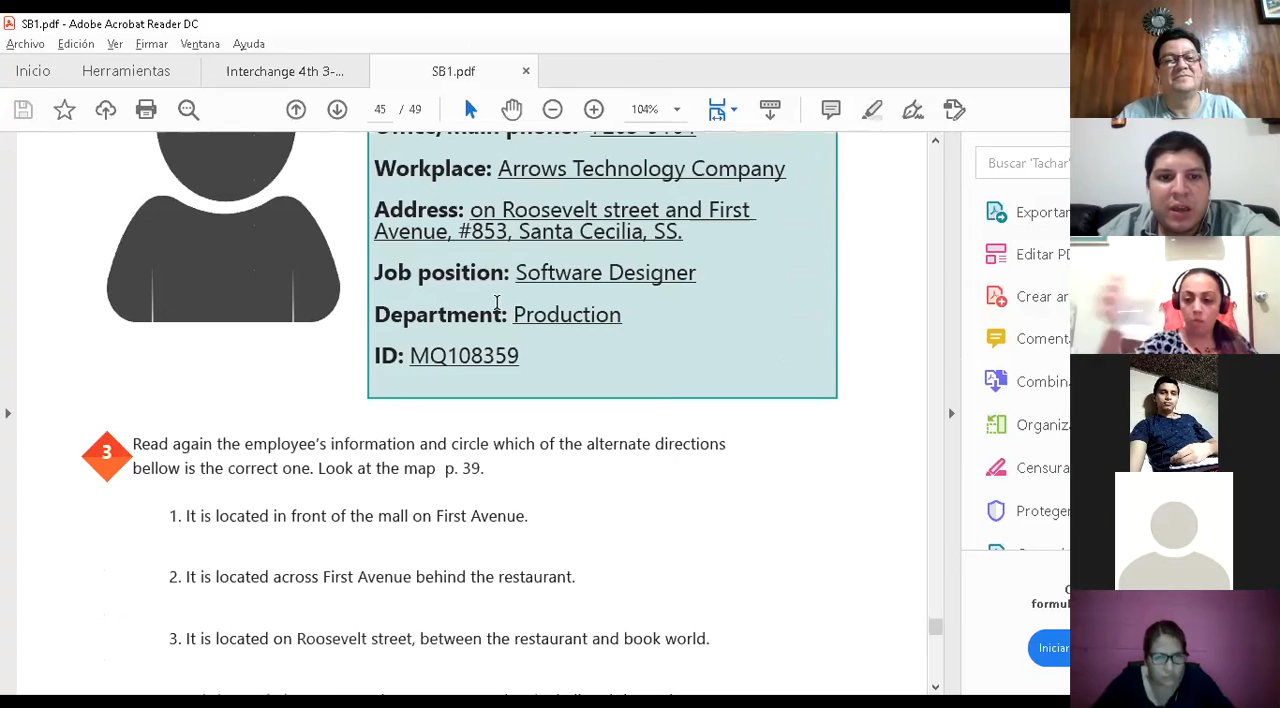 SB1.pdf - Adobe Acrobat Reader DC
Archivo Edición Ver Firmar Ventana Ayuda
Inicio Herramientas Interchange 4th 3-... SB1.pdf ×
45 / 49 104%
Workplace: Arrows Technology Company
Address: on Roosevelt street and First
Avenue, #853, Santa Cecilia, SS.
Job position: Software Designer
Department: Production
ID: MQ108359
3 Read again the employee's information and circle which of the alternate directions
bellow is the correct one. Look at the map p. 39.
1. It is located in front of the mall on First Avenue.
2. It is located across First Avenue behind the restaurant.
3. It is located on Roosevelt street, between the restaurant and book world.
Buscar 'Tachar'
Exportar
Editar PD
Crear ar
Coment
Combin
Organiz
Censura
Proteger
formul
Iniciar